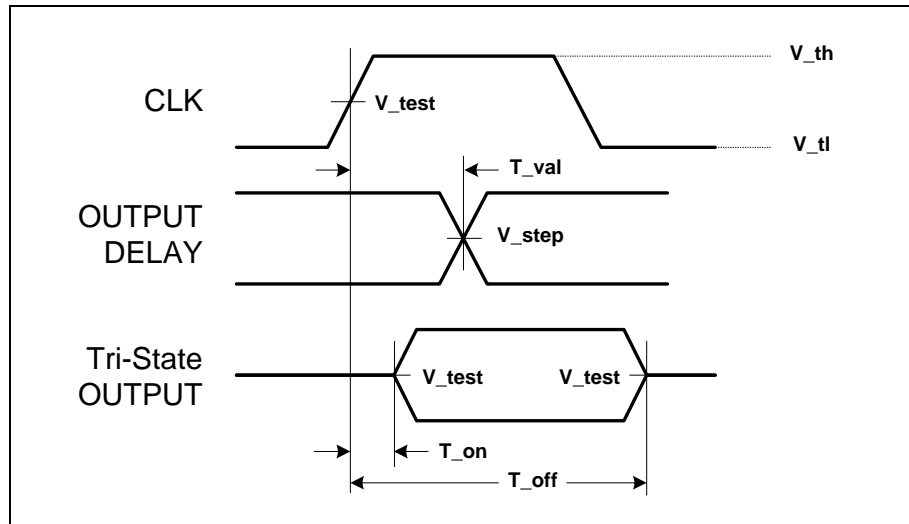 V_th
CLK
V_test
V_tl
T_val
OUTPUT
DELAY
V_step
Tri-State
OUTPUT
V_test
V_test
T_on
T_off